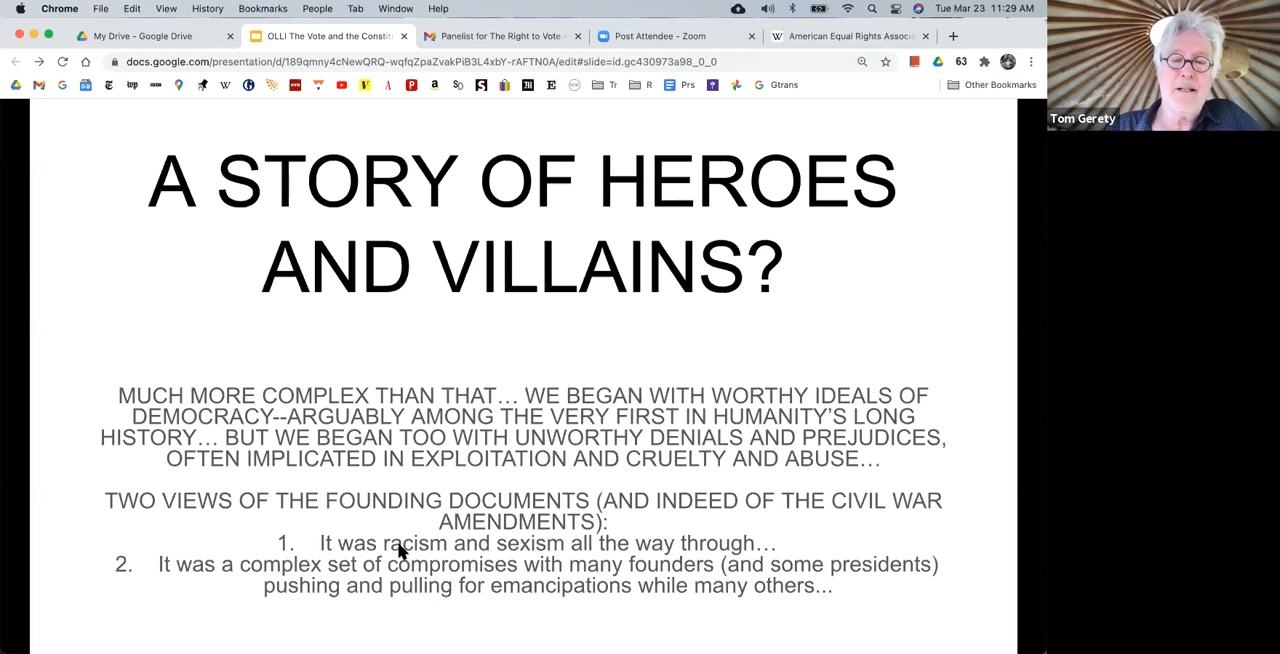 Chrome File Edit View History Bookmarks People Tab Window Help Tue Mar 23 11:29 AM
My Drive - Google Drive OLLI The Vote and the Constit Panelist for The Right to Vote - Post Attendee - Zoom American Equal Rights Associa
docs.google.com/presentation/d/189qmny4cNewQRQ-wqfqZpaZvakPiB3L4xbY-rAFTN0A/edit#slide=id.gc430973a98_0_0 63
Tr R Prs Gtrans Other Bookmarks
Tom Gerety
A STORY OF HEROES
AND VILLAINS?
MUCH MORE COMPLEX THAN THAT... WE BEGAN WITH WORTHY IDEALS OF
DEMOCRACY--ARGUABLY AMONG THE VERY FIRST IN HUMANITY'S LONG
HISTORY... BUT WE BEGAN TOO WITH UNWORTHY DENIALS AND PREJUDICES,
OFTEN IMPLICATED IN EXPLOITATION AND CRUELTY AND ABUSE...
TWO VIEWS OF THE FOUNDING DOCUMENTS (AND INDEED OF THE CIVIL WAR
AMENDMENTS):
1. It was racism and sexism all the way through...
2. It was a complex set of compromises with many founders (and some presidents)
pushing and pulling for emancipations while many others...